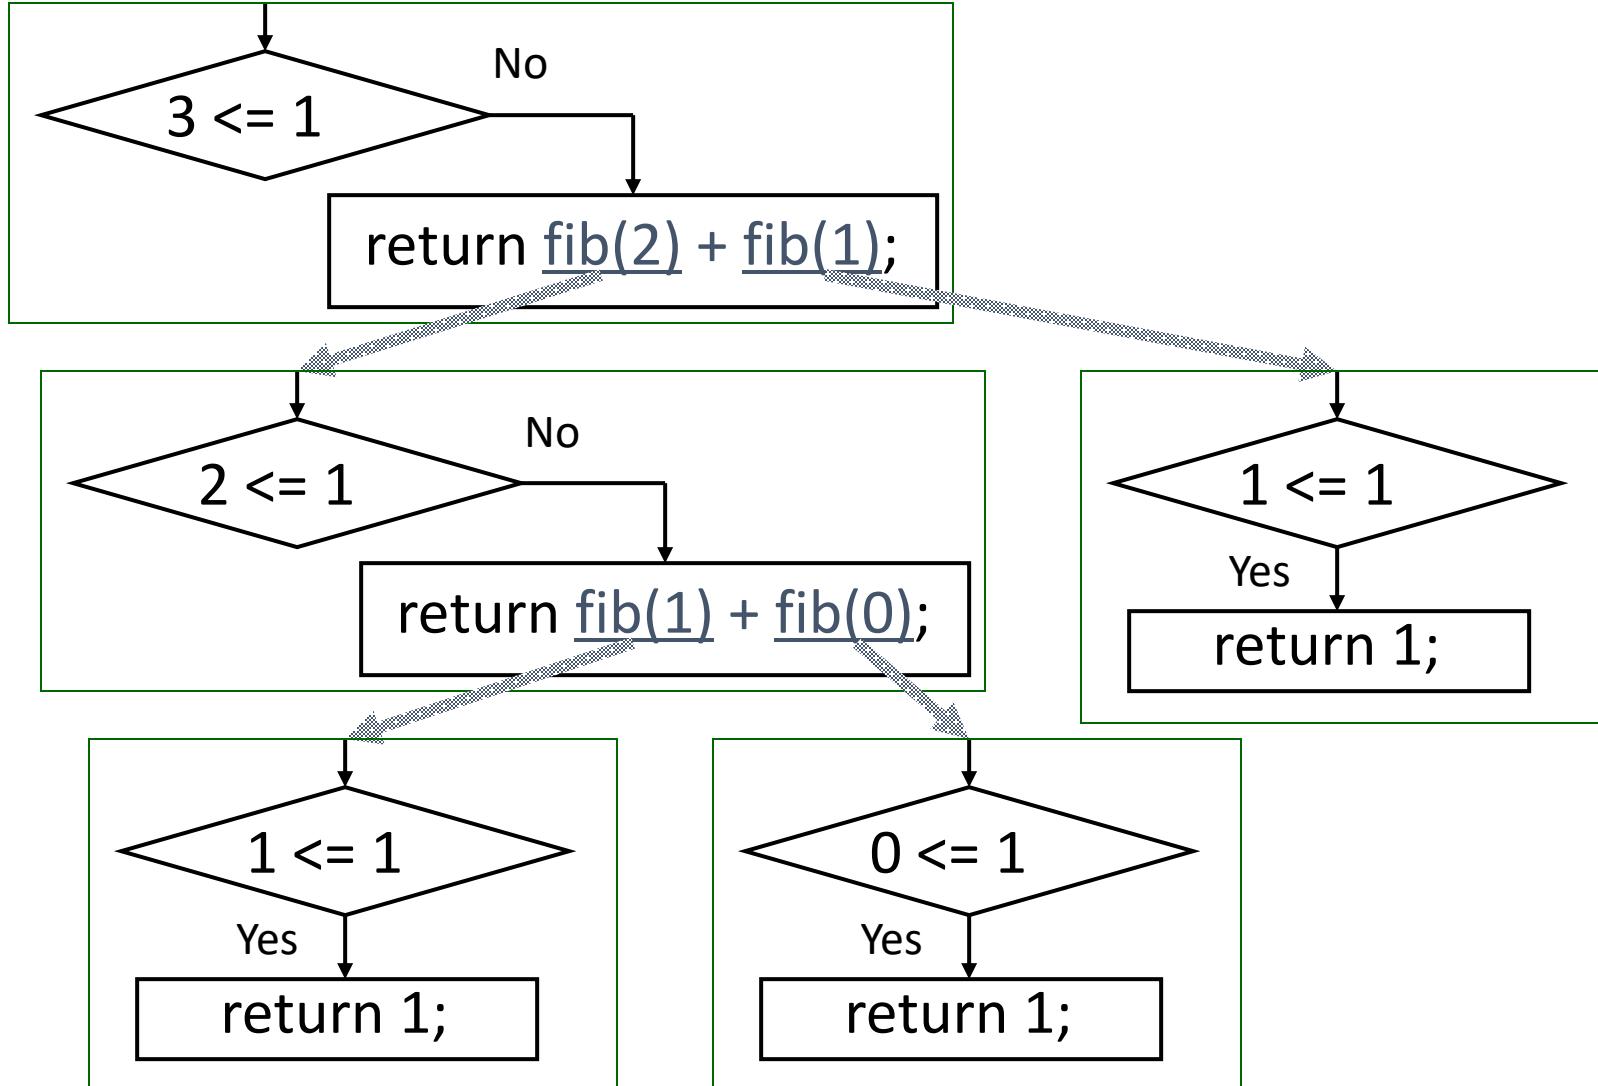 No
3 <= 1
return fib(2) + fib(1);
No
2 <= 1
return fib(1) + fib(0);
1 <= 1
Yes
return 1;
1 <= 1
Yes
return 1;
0 <= 1
Yes
return 1;